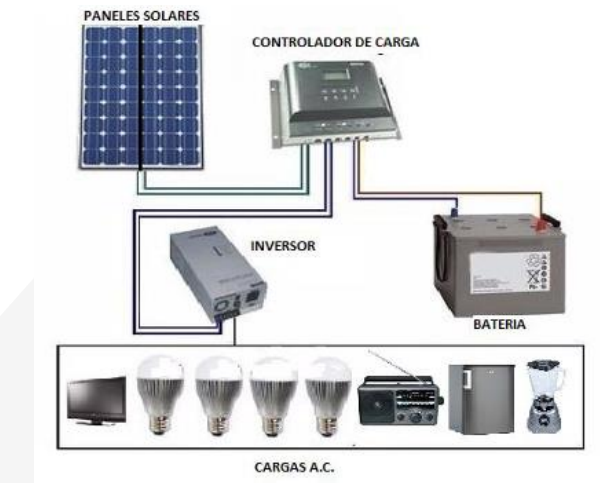 PANELES SOLARES
CONTROLADOR DE CARGA
INVERSOR
BATERIA
CARGAS A.C.